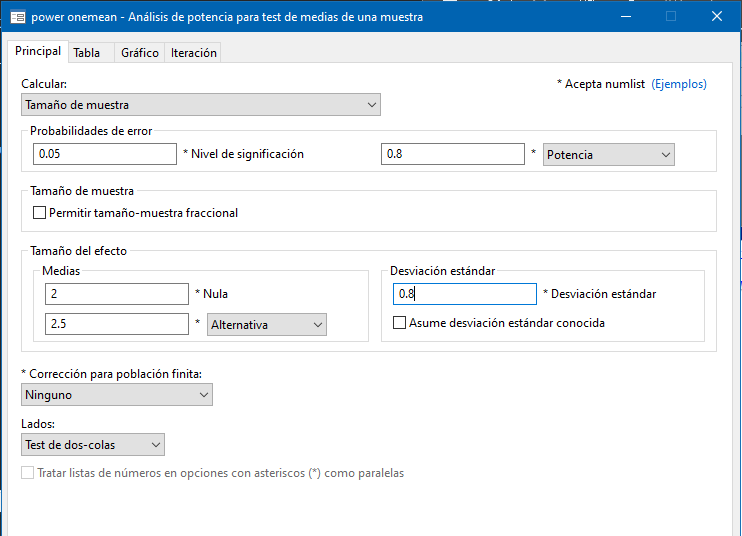 power onemean - Análisis de potencia para test de medias de una muestra
Principal Tabla Gráfico Iteración
Calcular: * Acepta numlist (Ejemplos)
Tamaño de muestra
Probabilidades de error
0.05 * Nivel de significación 0.8 * Potencia
Tamaño de muestra
Permitir tamaño-muestra fraccional
Tamaño del efecto
Medias Desviación estándar
2 * Nula 0.8 * Desviación estándar
2.5 * Alternativa Asume desviación estándar conocida
* Corrección para población finita:
Ninguno
Lados:
Test de dos-colas
Tratar listas de números en opciones con asteriscos (*) como paralelas